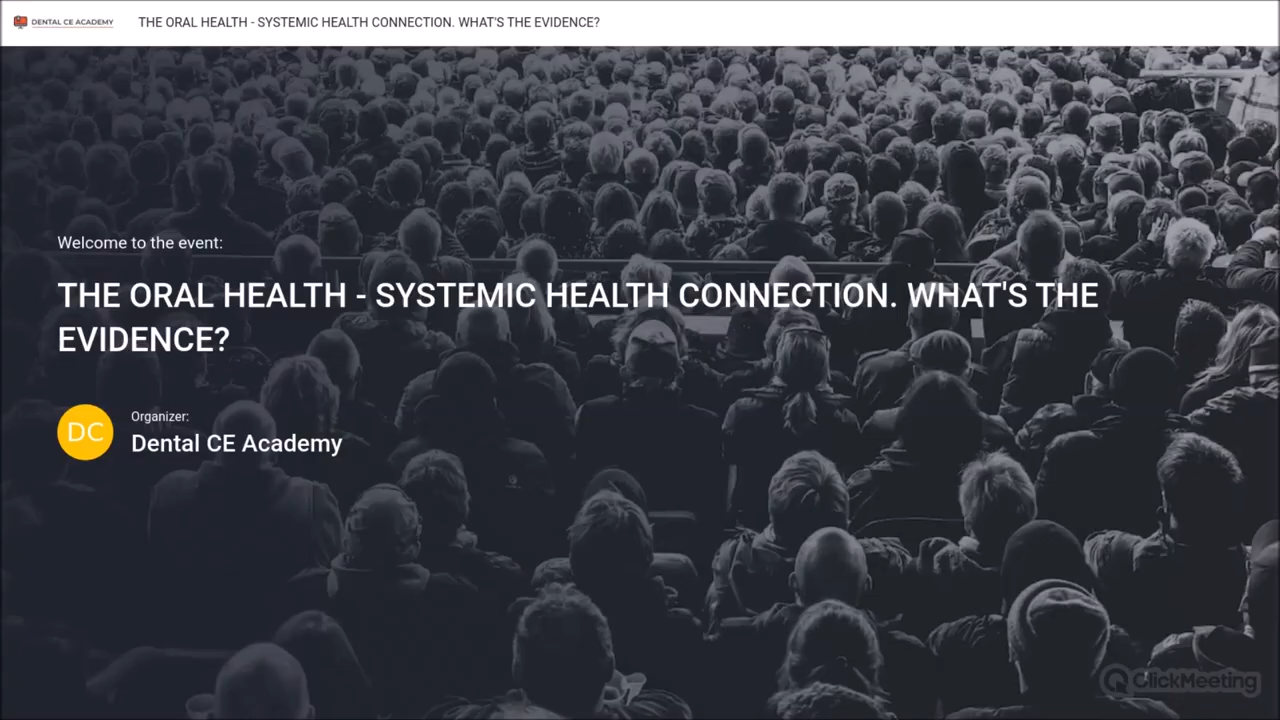 DENTAL CE ACADEMY
THE ORAL HEALTH - SYSTEMIC HEALTH CONNECTION. WHAT'S THE EVIDENCE?
Welcome to the event:
THE ORAL HEALTH - SYSTEMIC HEALTH CONNECTION. WHAT'S THE
EVIDENCE?
DC
Organizer:
Dental CE Academy
ClickMeeting